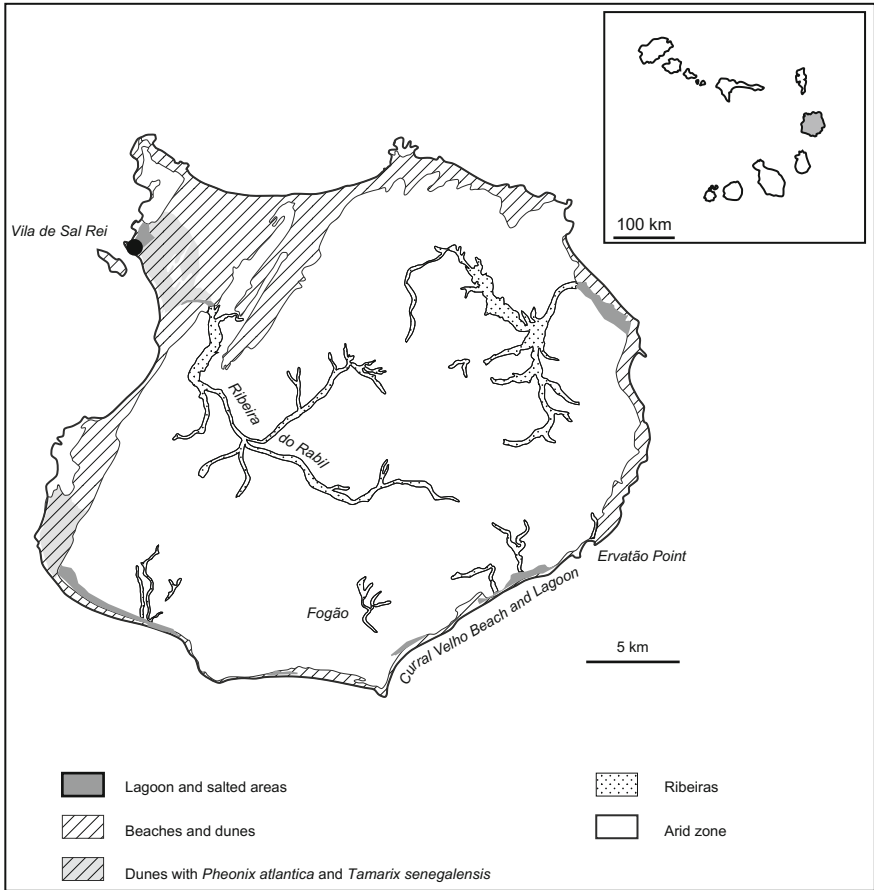 100 km
Vila de Sal Rei
Ribeira
do Rabil
Ervatão Point
Fogão
Curral Velho Beach and Lagoon
5 km
Lagoon and salted areas
Ribeiras
Beaches and dunes
Arid zone
Dunes with Pheonix atlantica and Tamarix senegalensis